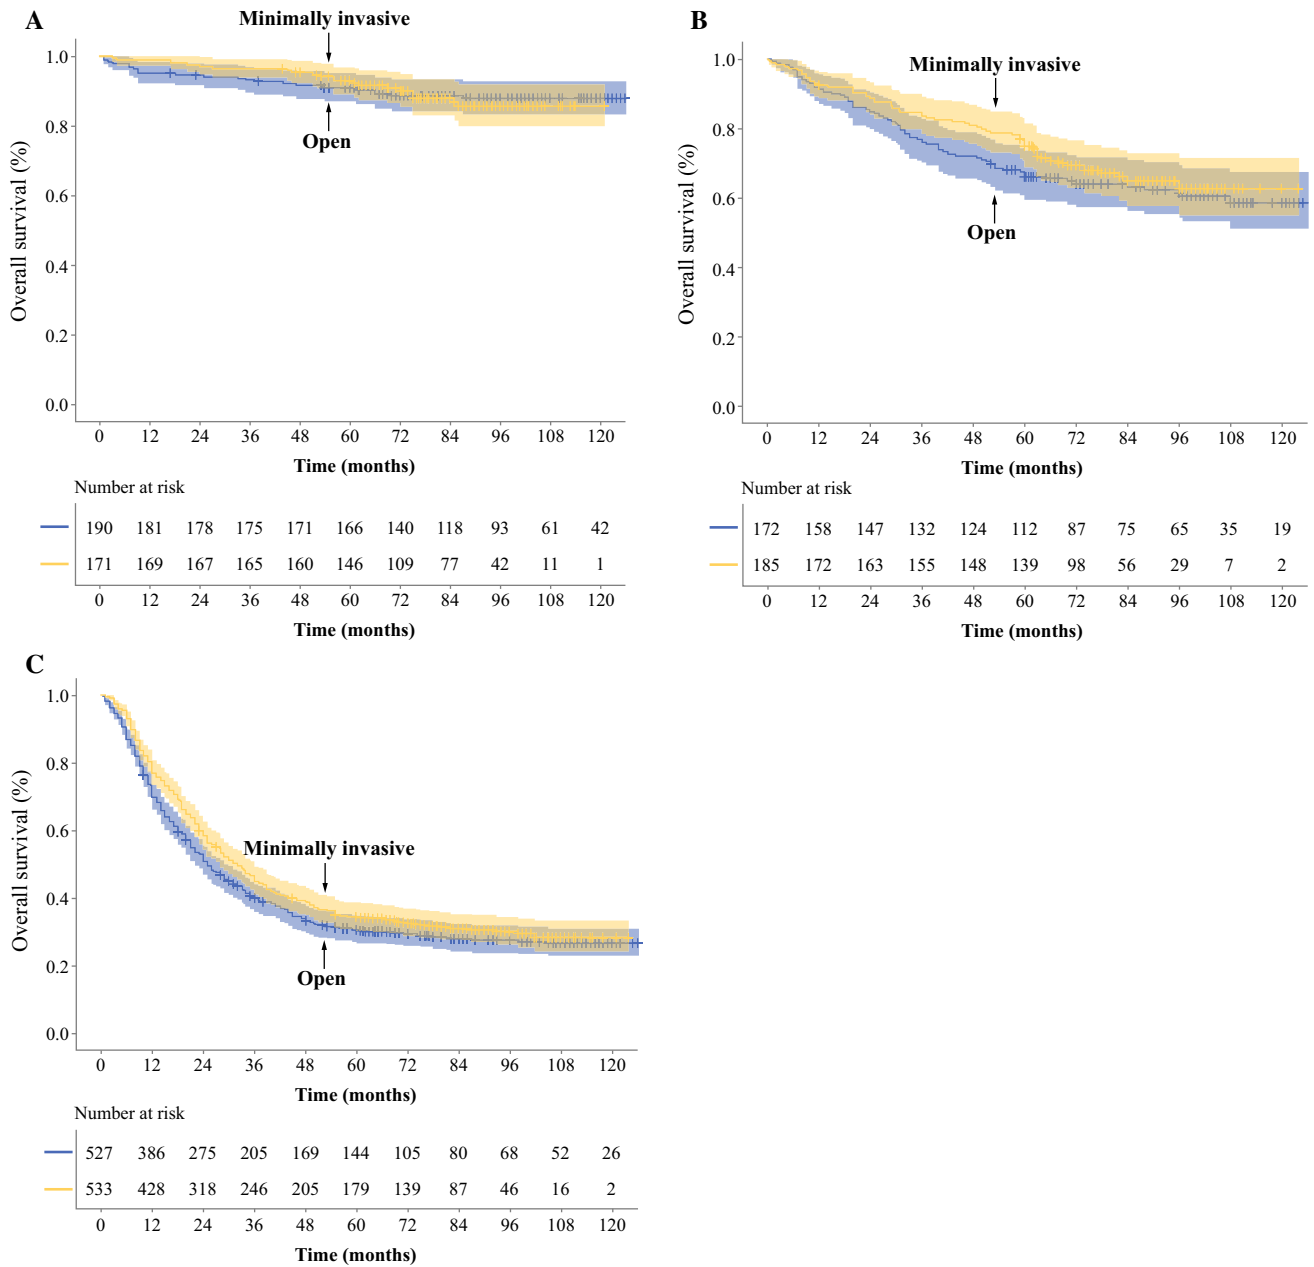 A
Minimally invasive
Open
Overall survival (%)
1.0
0.8
0.6
0.4
0.2
0.0
0 12 24 36 48 60 72 84 96 108 120
Time (months)
Number at risk
190 181 178 175 171 166 140 118 93 61 42
171 169 167 165 160 146 109 77 42 11 1
0 12 24 36 48 60 72 84 96 108 120
Time (months)
B
Minimally invasive
Open
Overall survival (%)
1.0
0.8
0.6
0.4
0.2
0.0
0 12 24 36 48 60 72 84 96 108 120
Time (months)
Number at risk
172 158 147 132 124 112 87 75 65 35 19
185 172 163 155 148 139 98 56 29 7 2
0 12 24 36 48 60 72 84 96 108 120
Time (months)
C
Minimally invasive
Open
Overall survival (%)
1.0
0.8
0.6
0.4
0.2
0.0
0 12 24 36 48 60 72 84 96 108 120
Time (months)
Number at risk
527 386 275 205 169 144 105 80 68 52 26
533 428 318 246 205 179 139 87 46 16 2
0 12 24 36 48 60 72 84 96 108 120
Time (months)